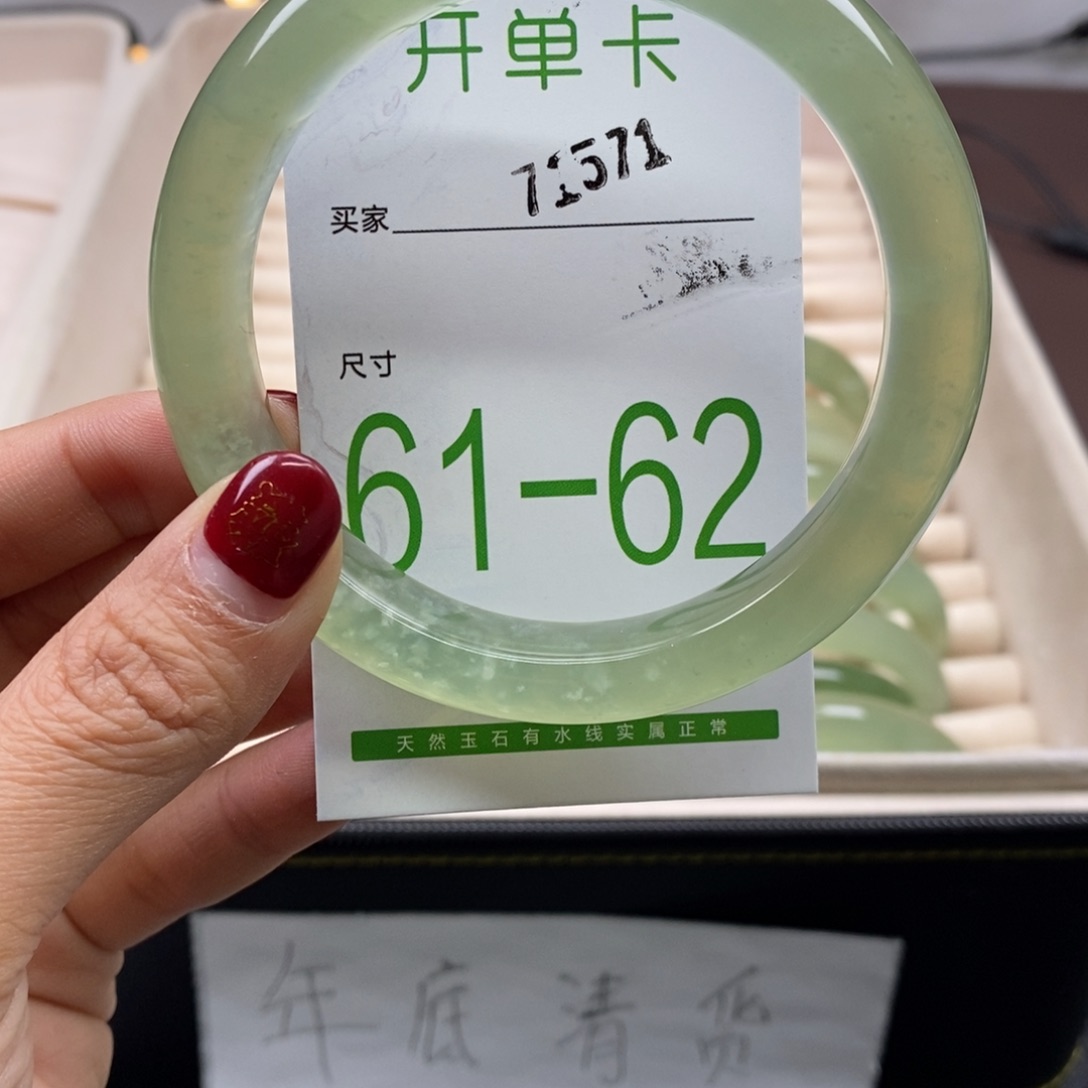 开单卡
71571
买家
尺寸
61-62
天然玉石有水线实属正常
年底清货